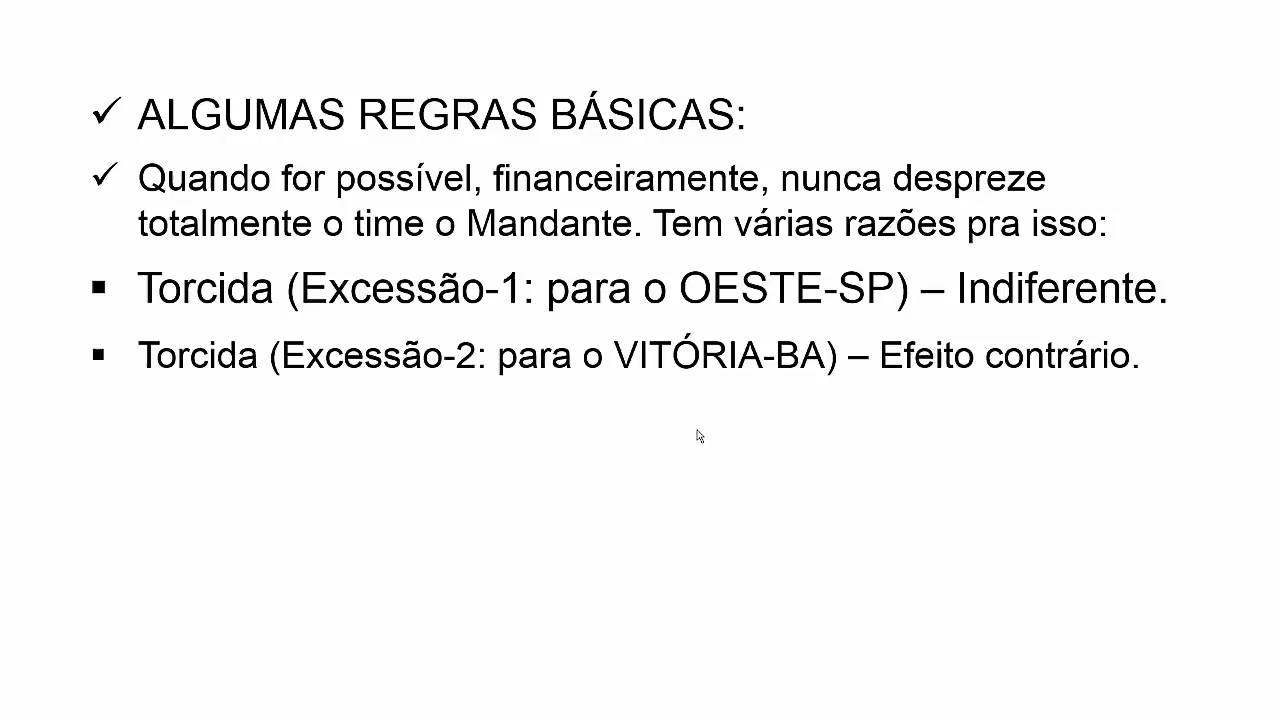 ✓ ALGUMAS REGRAS BÁSICAS:
✓ Quando for possível, financeiramente, nunca despreze
totalmente o time o Mandante. Tem várias razões pra isso:
▪ Torcida (Excessão-1: para o OESTE-SP) – Indiferente.
▪ Torcida (Excessão-2: para o VITÓRIA-BA) – Efeito contrário.